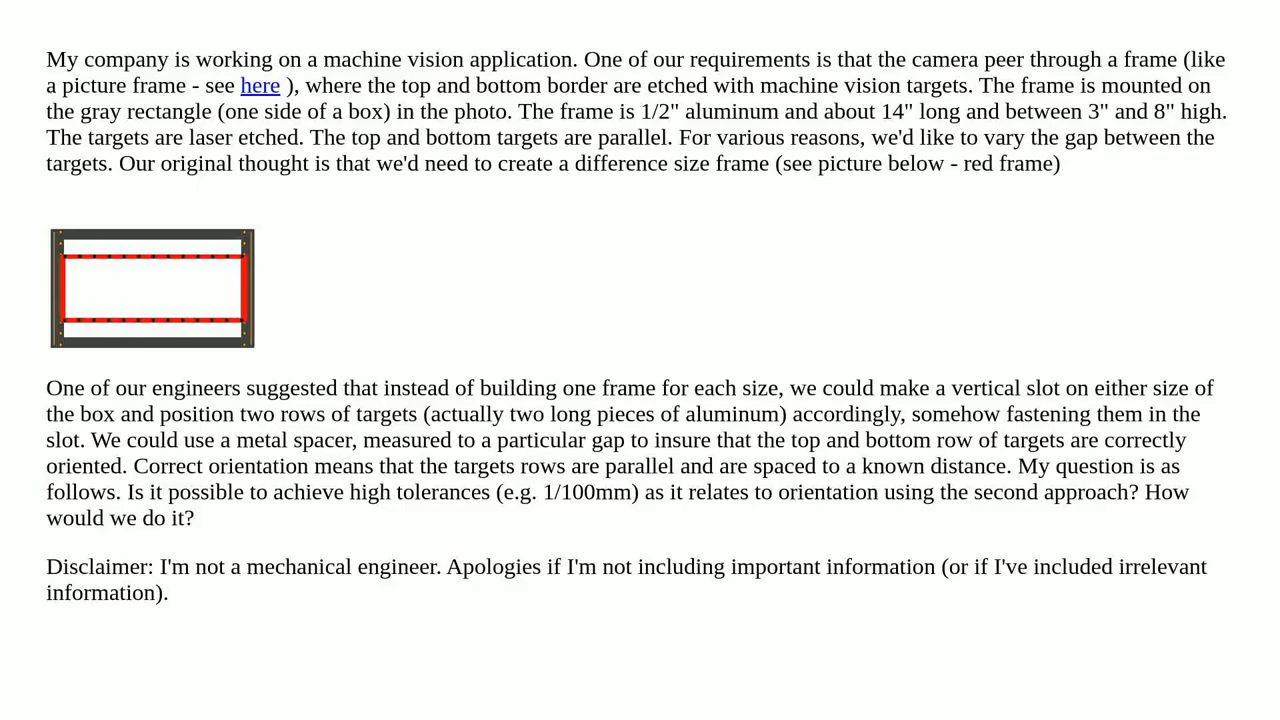 My company is working on a machine vision application. One of our requirements is that the camera peer through a frame (like
a picture frame - see here ), where the top and bottom border are etched with machine vision targets. The frame is mounted on
the gray rectangle (one side of a box) in the photo. The frame is 1/2" aluminum and about 14" long and between 3" and 8" high.
The targets are laser etched. The top and bottom targets are parallel. For various reasons, we'd like to vary the gap between the
targets. Our original thought is that we'd need to create a difference size frame (see picture below - red frame)
One of our engineers suggested that instead of building one frame for each size, we could make a vertical slot on either size of
the box and position two rows of targets (actually two long pieces of aluminum) accordingly, somehow fastening them in the
slot. We could use a metal spacer, measured to a particular gap to insure that the top and bottom row of targets are correctly
oriented. Correct orientation means that the targets rows are parallel and are spaced to a known distance. My question is as
follows. Is it possible to achieve high tolerances (e.g. 1/100mm) as it relates to orientation using the second approach? How
would we do it?
Disclaimer: I'm not a mechanical engineer. Apologies if I'm not including important information (or if I've included irrelevant
information).